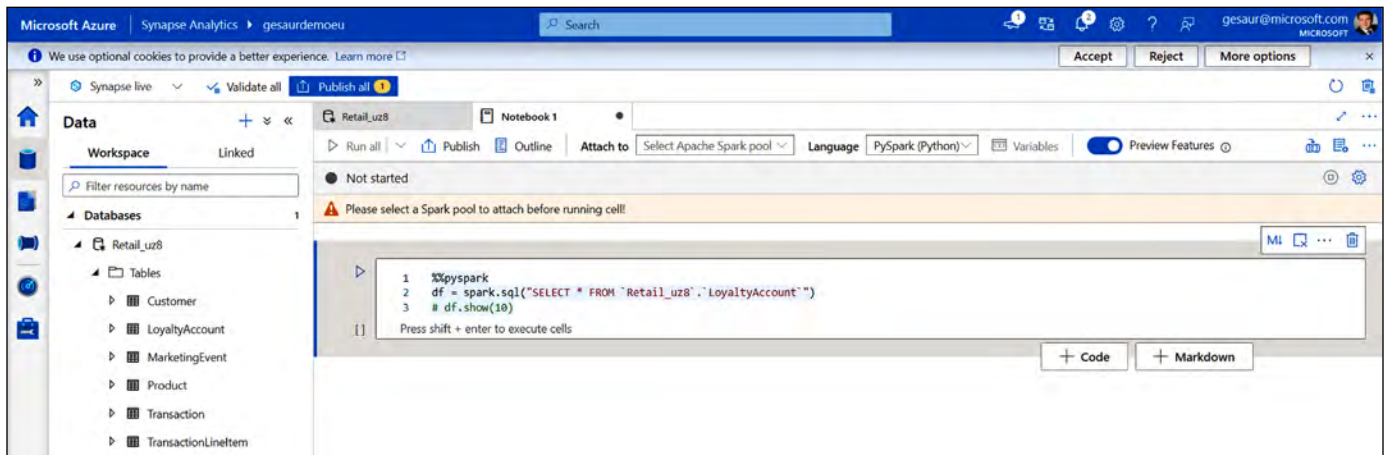 Microsoft Azure Synapse Analytics gesaurdemoeu Search 1 2 gesaur@microsoft.com
MICROSOFT
We use optional cookies to provide a better experience. Learn more Accept Reject More options
Synapse live Validate all Publish all 1
Data
Workspace Linked
Filter resources by name
Databases 1
Retail_uz8
Tables
Customer
LoyaltyAccount
MarketingEvent
Product
Transaction
TransactionLineItem
Retail_uz8 Notebook 1
Run all Publish Outline Attach to Select Apache Spark pool Language PySpark (Python) Variables Preview Features
Not started
Please select a Spark pool to attach before running cell!
M↓
1 %%pyspark
2 df = spark.sql("SELECT * FROM `Retail_uz8`.`LoyaltyAccount`")
3 # df.show(10)
[ ] Press shift + enter to execute cells
+ Code + Markdown